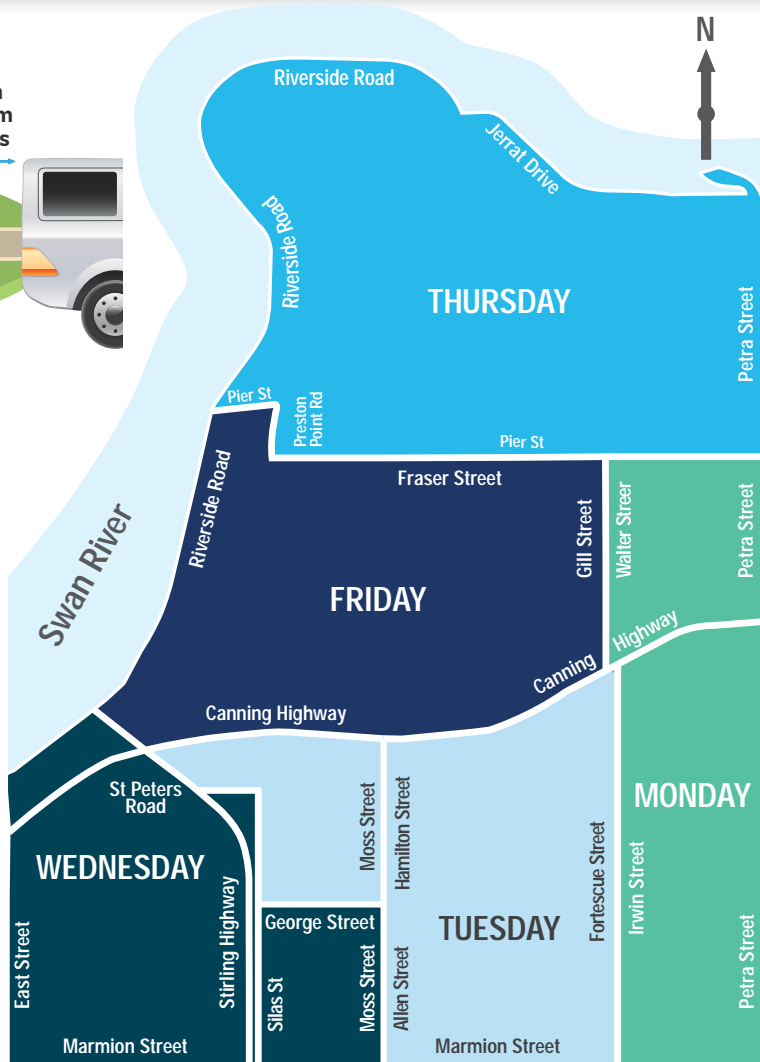 N
m
s
Riverside Road
Jerrat Drive
Riverside Road
THURSDAY
Petra Street
Pier St
Preston
Point Rd
Pier St
Riverside Road
Fraser Street
Gill Street
Walter Streer
Petra Street
Swan River
FRIDAY
Canning
Highway
Canning Highway
St Peters
Road
Moss Street
Hamilton Street
MONDAY
WEDNESDAY
Fortescue Street
Irwin Street
East Street
Stirling Highway
George Street
TUESDAY
Silas St
Moss Street
Allen Street
Petra Street
Marmion Street
Marmion Street